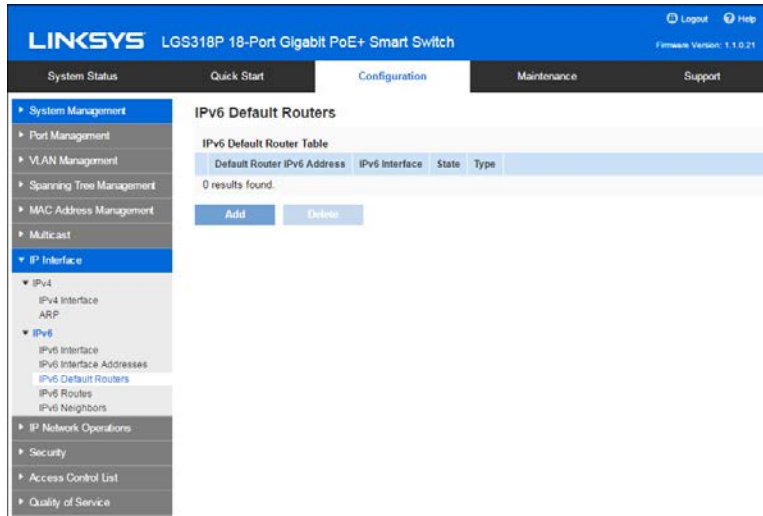 Logout Help
LINKSYS LGS318P 18-Port Gigabit PoE+ Smart Switch
Firmware Version: 1.1.0.21
System Status Quick Start Configuration Maintenance Support
System Management
Port Management
VLAN Management
Spanning Tree Management
MAC Address Management
Multicast
IP Interface
IPv4
IPv4 Interface
ARP
IPv6
IPv6 Interface
IPv6 Interface Addresses
IPv6 Default Routers
IPv6 Routes
IPv6 Neighbors
IP Network Operations
Security
Access Control List
Quality of Service
IPv6 Default Routers
IPv6 Default Router Table
Default Router IPv6 Address IPv6 Interface State Type
0 results found.
Add Delete